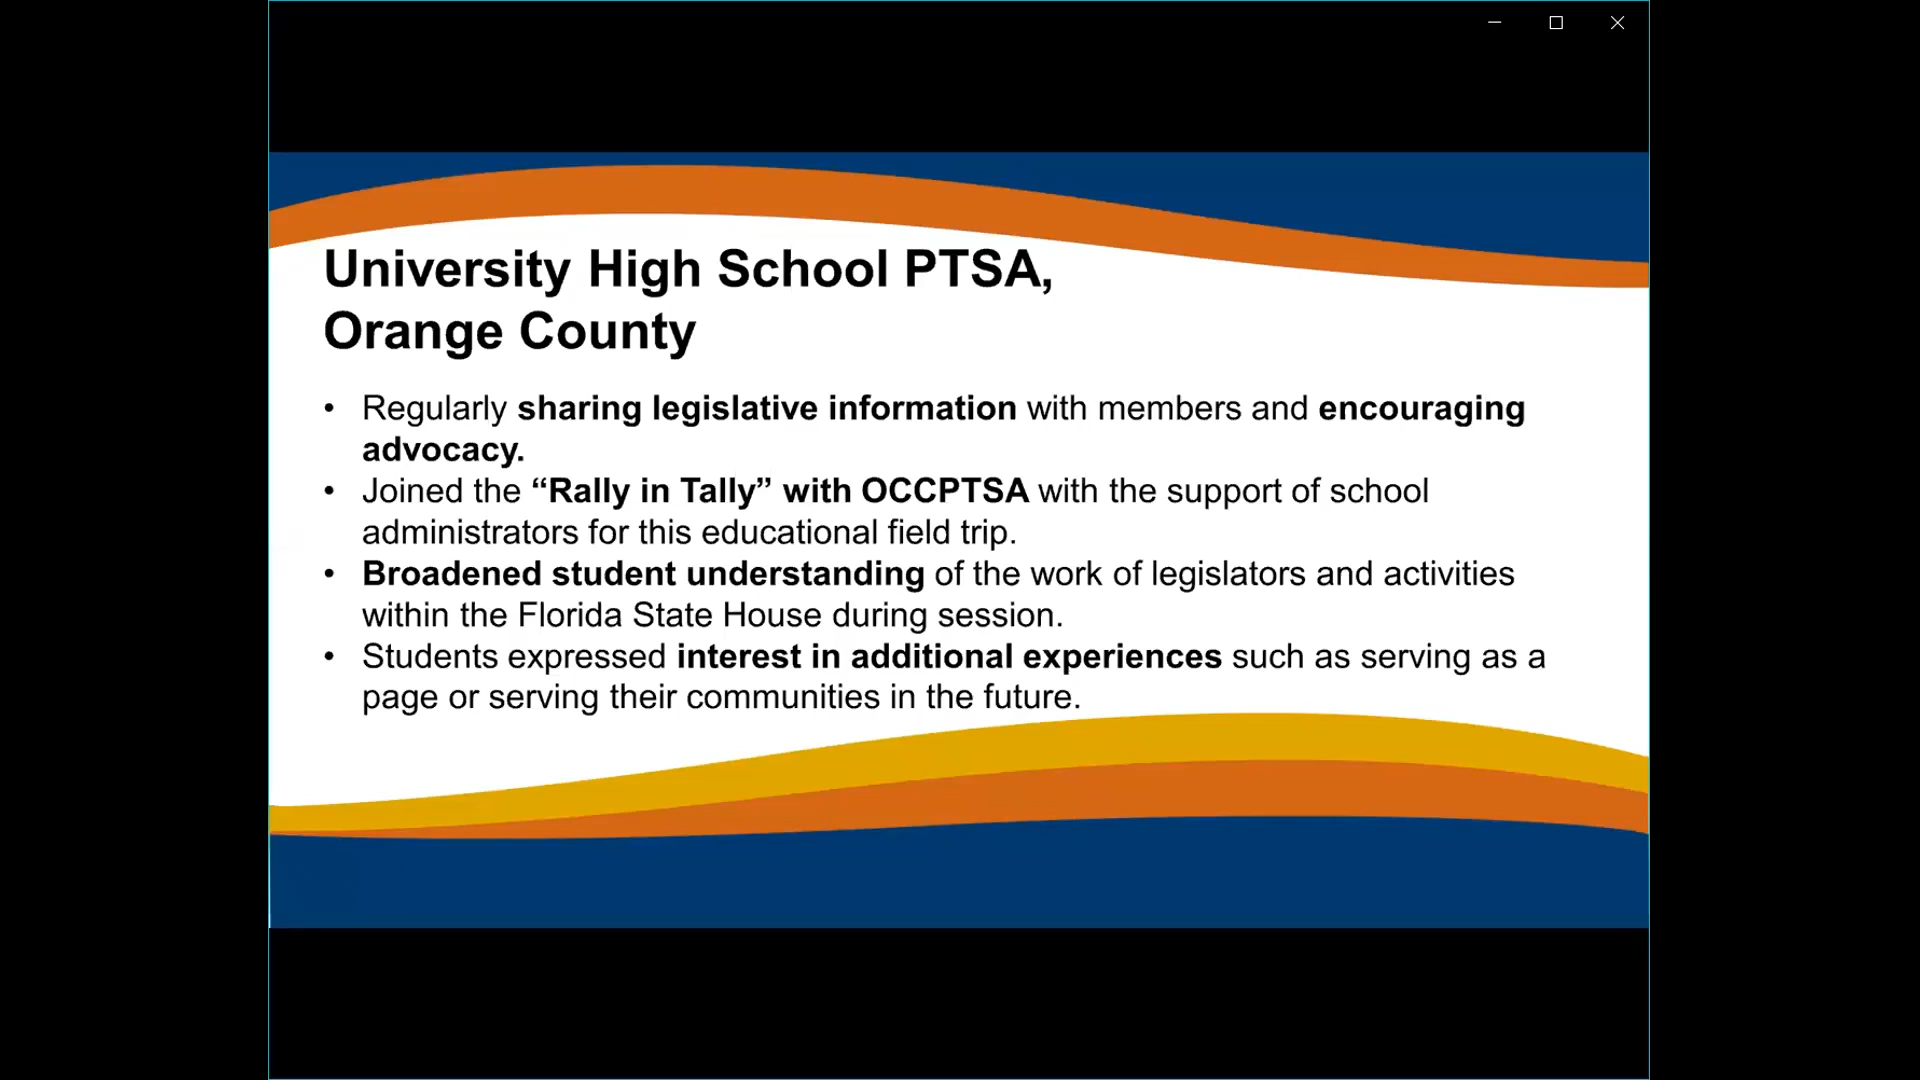 University High School PTSA,
Orange County
• Regularly sharing legislative information with members and encouraging
advocacy.
• Joined the “Rally in Tally” with OCCPTSA with the support of school
administrators for this educational field trip.
• Broadened student understanding of the work of legislators and activities
within the Florida State House during session.
• Students expressed interest in additional experiences such as serving as a
page or serving their communities in the future.